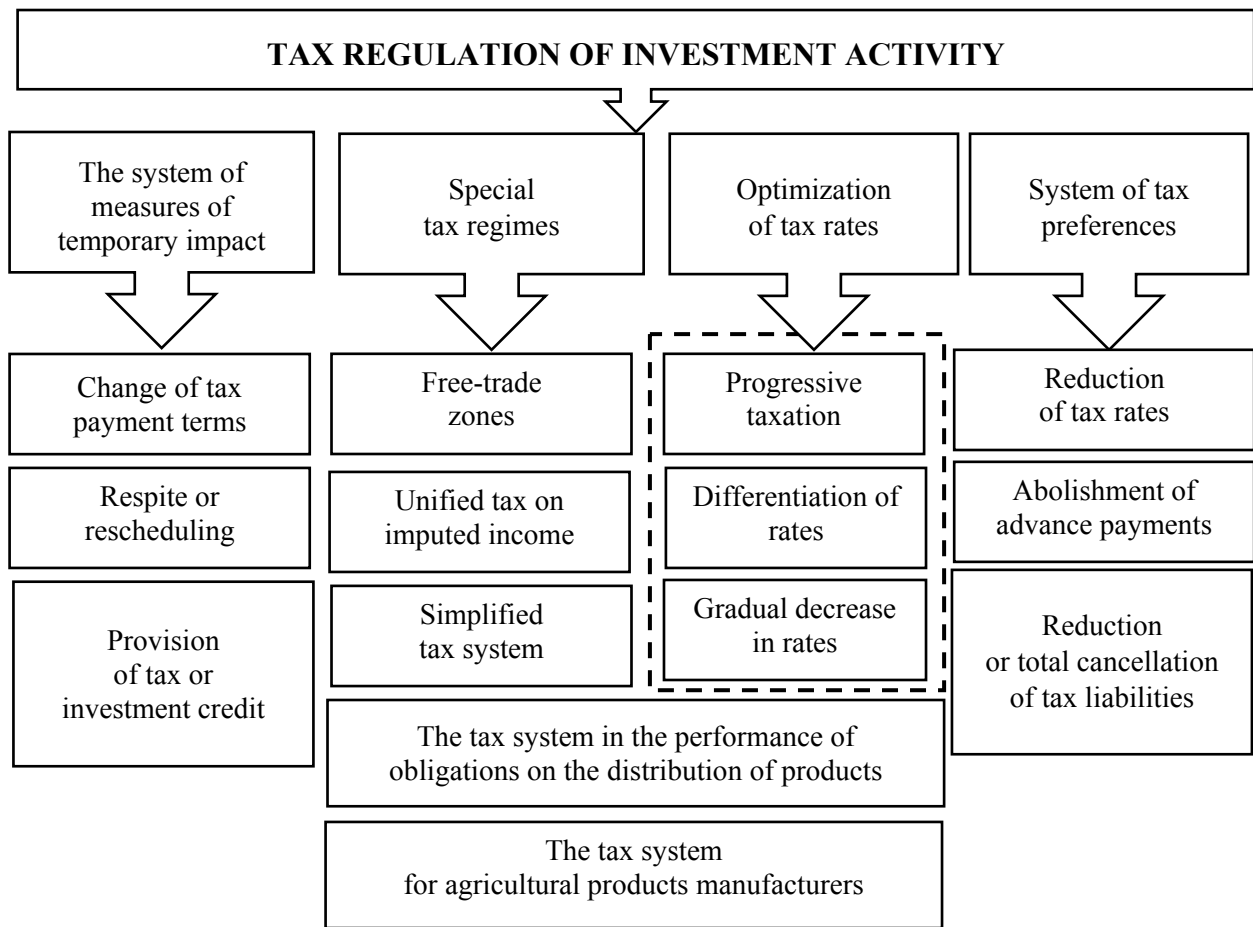 TAX REGULATION OF INVESTMENT ACTIVITY
The system of
measures of
temporary impact
Special
tax regimes
Optimization
of tax rates
System of tax
preferences
Change of tax
payment terms
Free-trade
zones
Progressive
taxation
Reduction
of tax rates
Respite or
rescheduling
Unified tax on
imputed income
Differentiation of
rates
Abolishment of
advance payments
Provision
of tax or
investment credit
Simplified
tax system
Gradual decrease
in rates
Reduction
or total cancellation
of tax liabilities
The tax system in the performance of
obligations on the distribution of products
The tax system
for agricultural products manufacturers